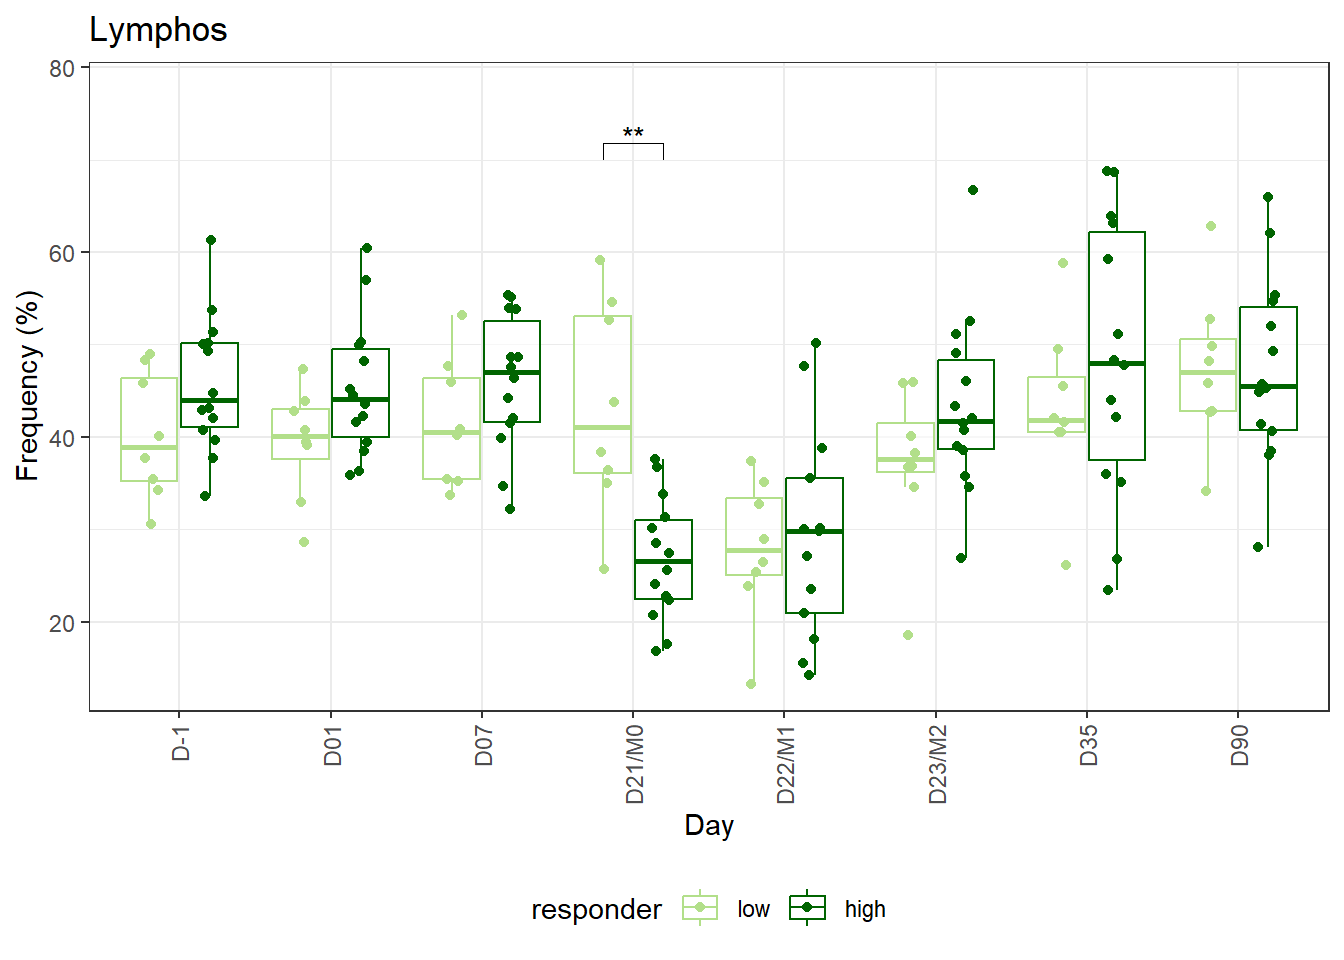 Lymphos
80
60
40
20
Frequency (%)
**
D-1
D01
D07
D21/M0
D22/M1
D23/M2
D35
D90
Day
responder low high